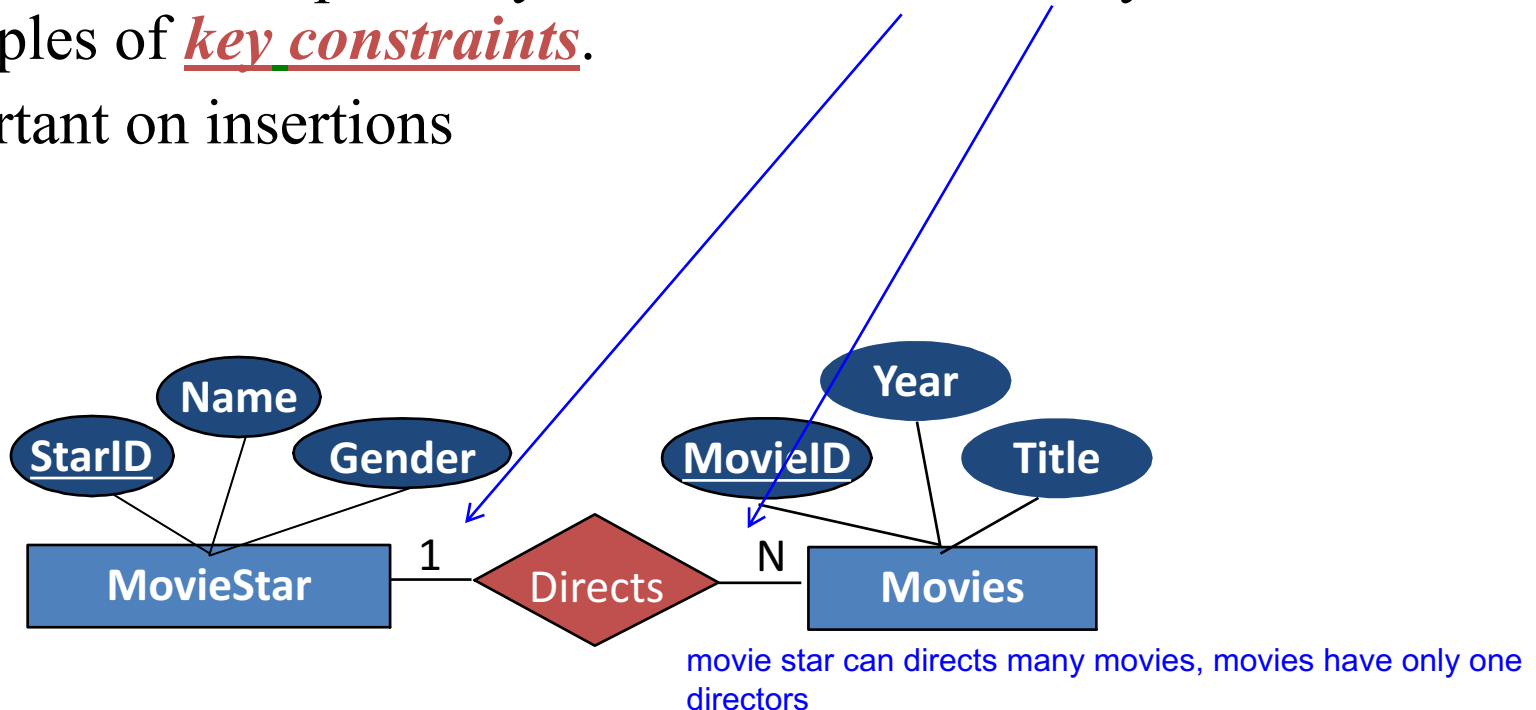 ples of key constraints.
rtant on insertions
Name
Year
StarID
Gender
MovieID
Title
1
N
MovieStar
Directs
Movies
movie star can directs many movies, movies have only one
directors